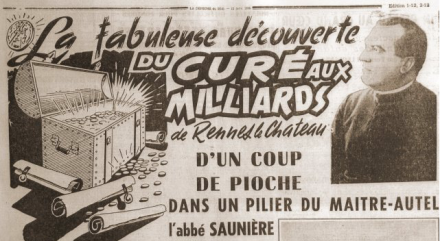 La fabuleuse découverte
DU CURÉ AUX
MILLIARDS
de Rennes le Chateau
D'UN COUP
DE PIOCHE
DANS UN PILIER DU MAITRE-AUTEL
l'abbé SAUNIÈRE